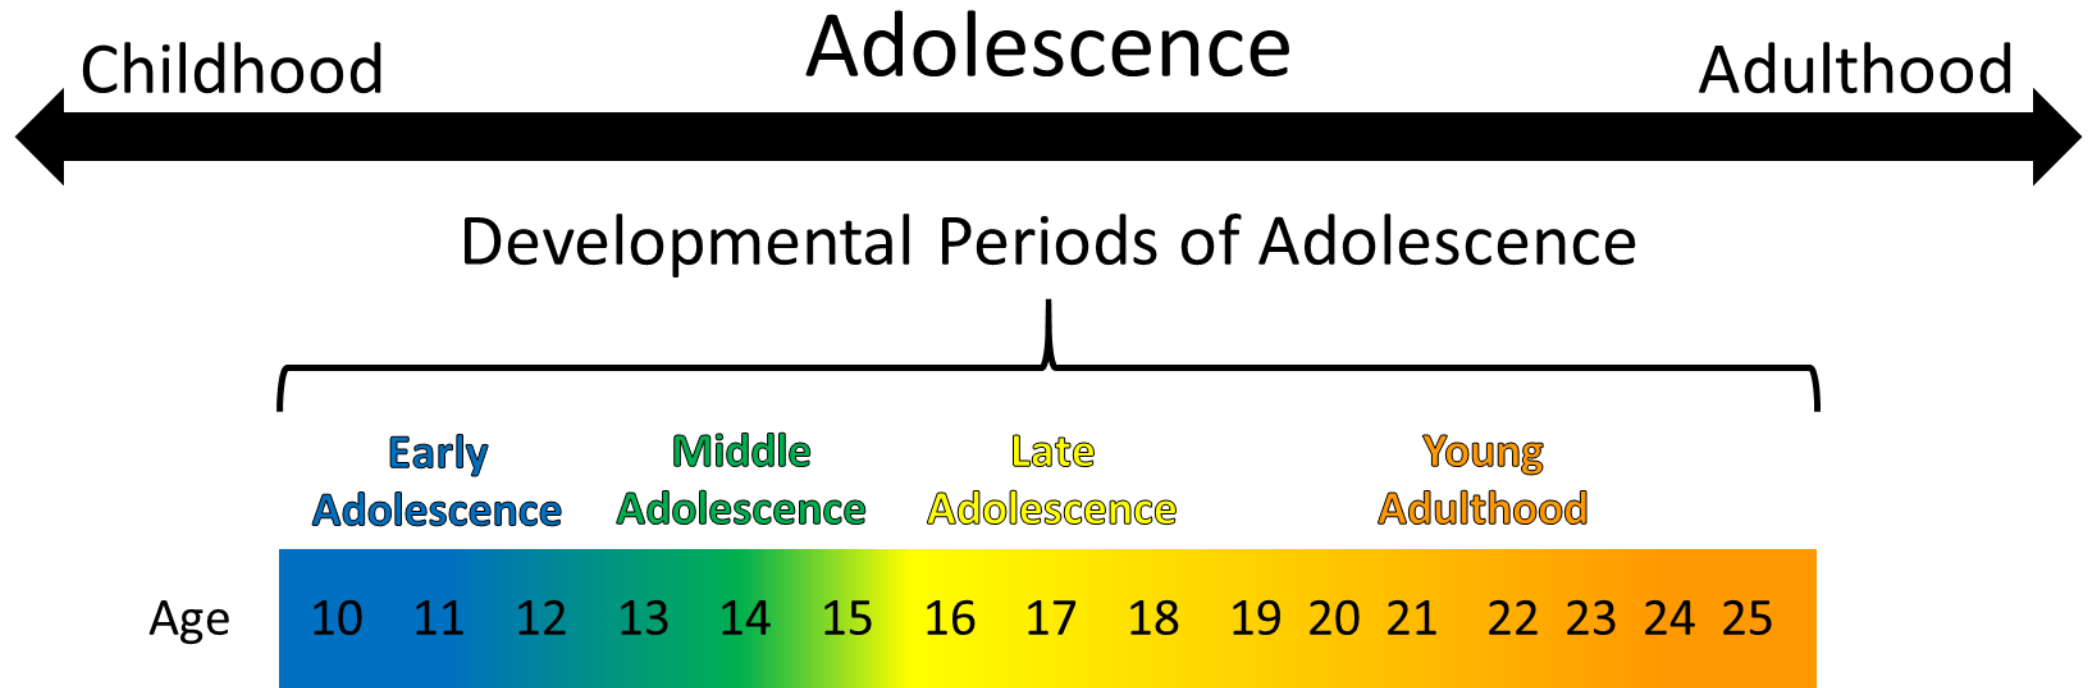 Adolescence
Childhood
Adulthood
Developmental Periods of Adolescence
Early
Adolescence
Middle
Adolescence
Late
Adolescence
Young
Adulthood
Age 10 11 12 13 14 15 16 17 18 19 20 21 22 23 24 25